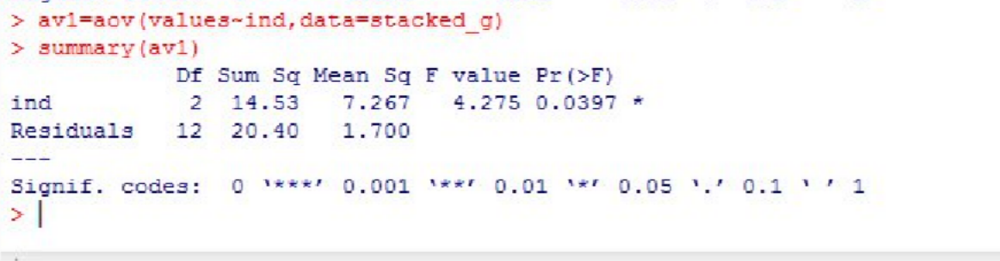 > av1=aov(values~ind,data=stacked_g)
> summary(av1)
            Df Sum Sq Mean Sq F value Pr(>F)
ind          2  14.53   7.267   4.275 0.0397 *
Residuals   12  20.40   1.700
---
Signif. codes:  0 ‘***’ 0.001 ‘**’ 0.01 ‘*’ 0.05 ‘.’ 0.1 ‘ ’ 1
>